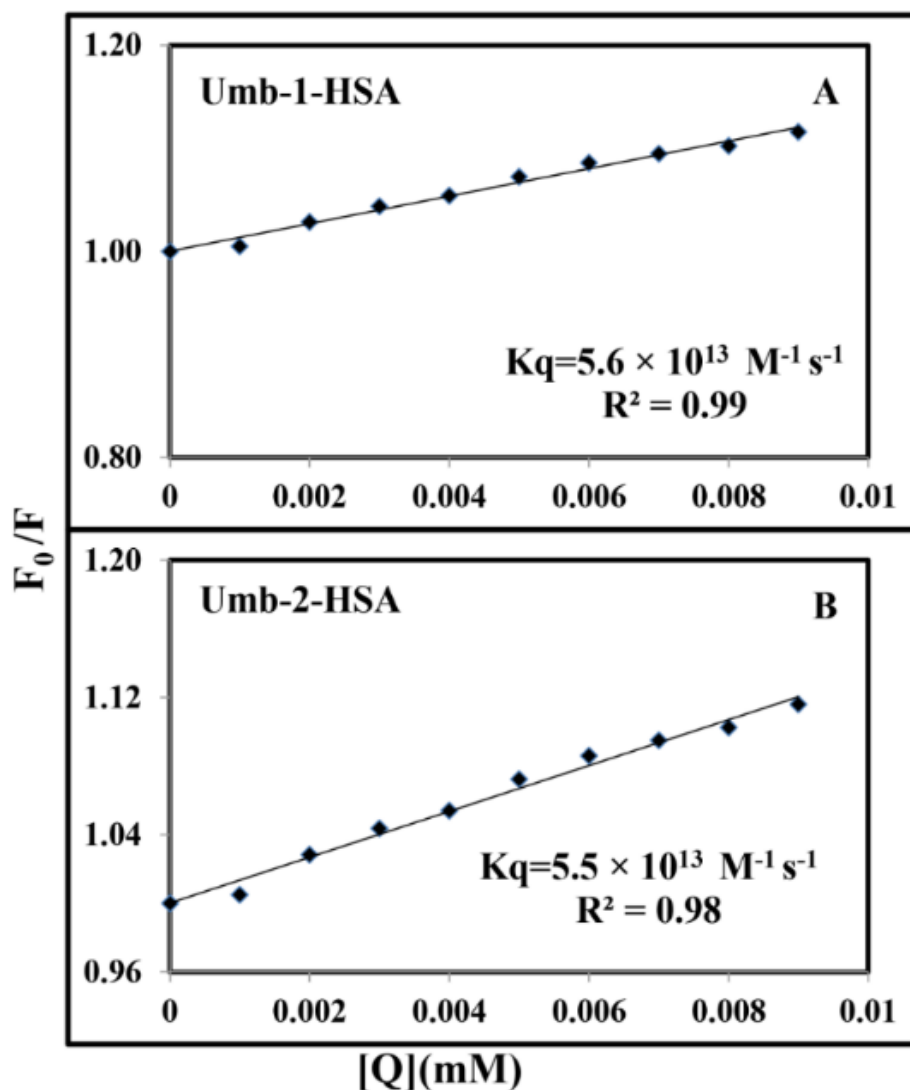 1.20
Umb-1-HSA A
1.00
Kq=5.6 × 10¹³ M⁻¹ s⁻¹
R² = 0.99
0.80
0 0.002 0.004 0.006 0.008 0.01
F₀/F
1.20
Umb-2-HSA B
1.12
1.04
Kq=5.5 × 10¹³ M⁻¹ s⁻¹
R² = 0.98
0.96
0 0.002 0.004 0.006 0.008 0.01
[Q](mM)